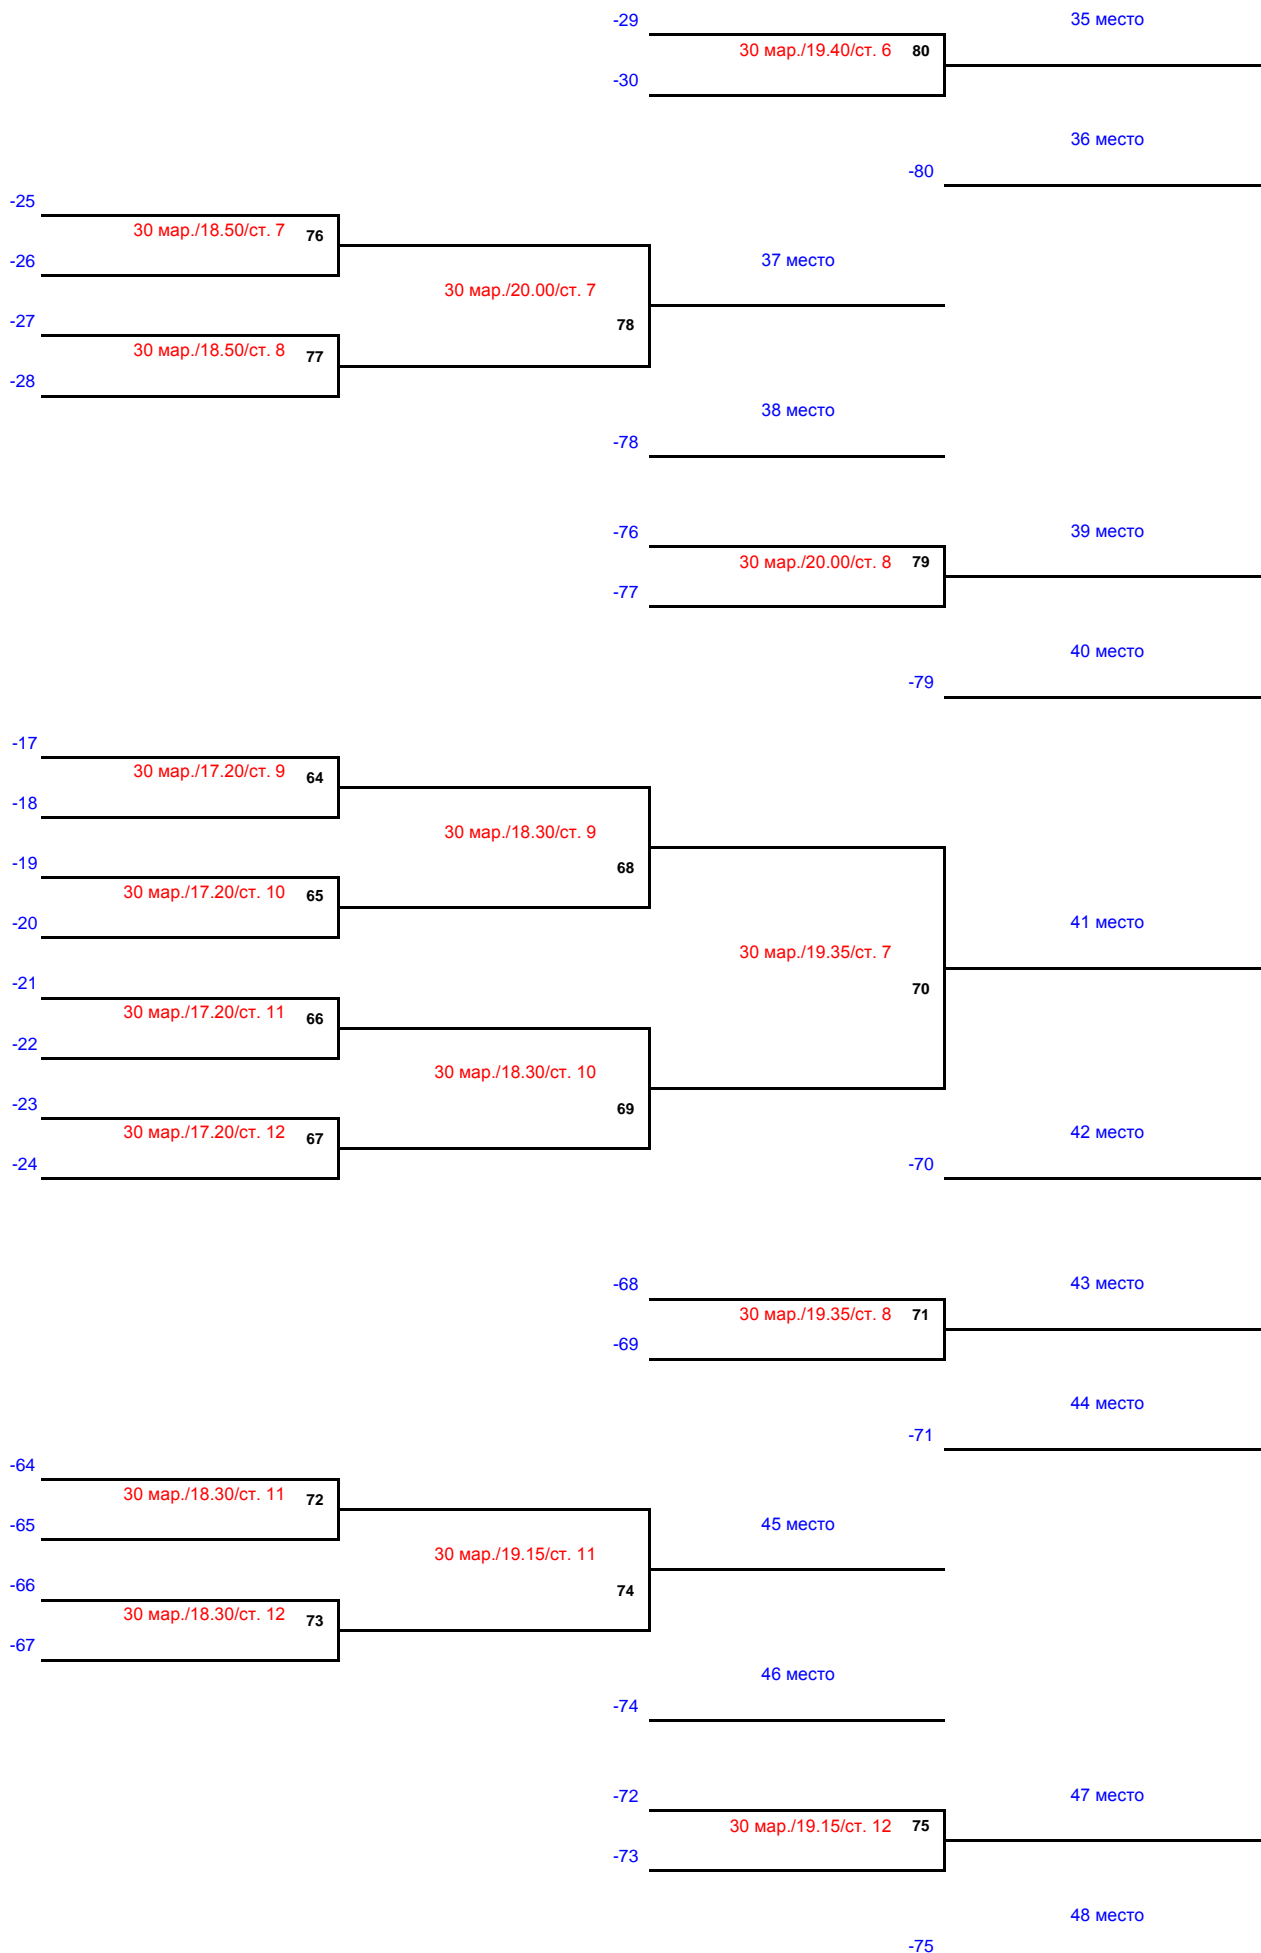 -29
35 место
30 мар./19.40/ст. 6 80
-30
36 место
-80
-25
30 мар./18.50/ст. 7 76
-26
37 место
30 мар./20.00/ст. 7
78
-27
30 мар./18.50/ст. 8 77
-28
38 место
-78
-76
39 место
30 мар./20.00/ст. 8 79
-77
40 место
-79
-17
30 мар./17.20/ст. 9 64
-18
30 мар./18.30/ст. 9
68
-19
30 мар./17.20/ст. 10 65
-20
41 место
30 мар./19.35/ст. 7
70
-21
30 мар./17.20/ст. 11 66
-22
30 мар./18.30/ст. 10
69
-23
30 мар./17.20/ст. 12 67
-24
42 место
-70
-68
43 место
30 мар./19.35/ст. 8 71
-69
44 место
-71
-64
30 мар./18.30/ст. 11 72
-65
45 место
30 мар./19.15/ст. 11
74
-66
30 мар./18.30/ст. 12 73
-67
46 место
-74
-72
47 место
30 мар./19.15/ст. 12 75
-73
48 место
-75